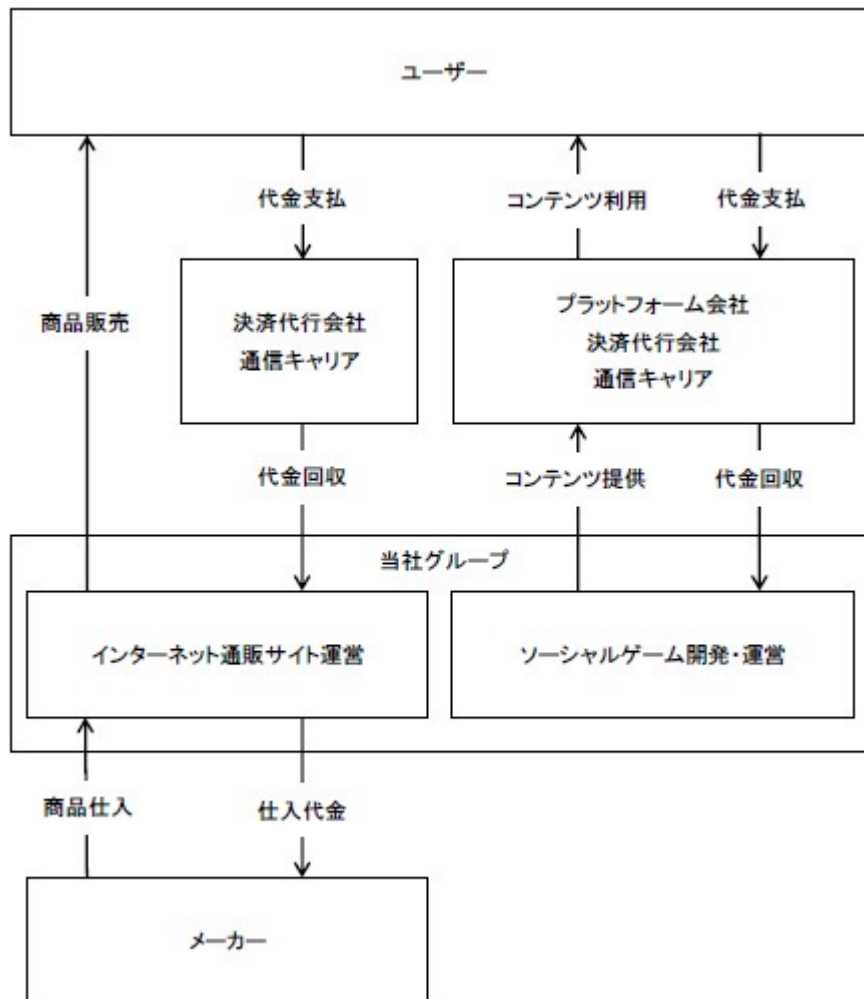 ユーザー
代金支払
コンテンツ利用
代金支払
商品販売
決済代行会社
通信キャリア
プラットフォーム会社
決済代行会社
通信キャリア
代金回収
コンテンツ提供
代金回収
当社グループ
インターネット通販サイト運営
ソーシャルゲーム開発・運営
商品仕入
仕入代金
メーカー